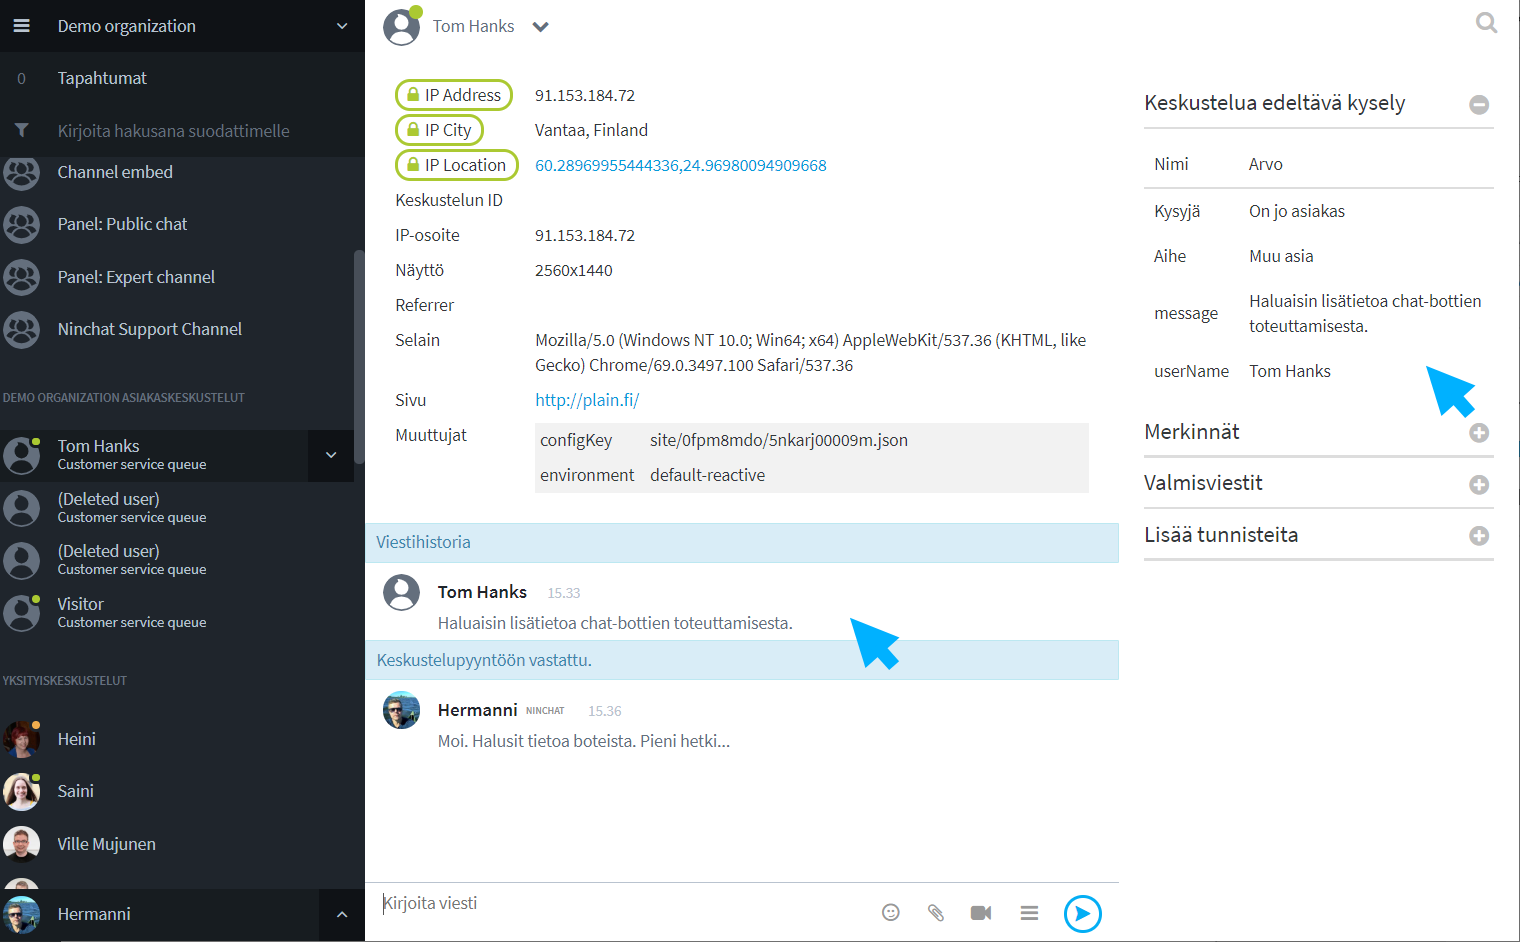 Demo organization
0 Tapahtumat
Kirjoita hakusana suodattimelle
Channel embed
Panel: Public chat
Panel: Expert channel
Ninchat Support Channel
DEMO ORGANIZATION ASIAKASKESKUSTELUT
Tom Hanks
Customer service queue
(Deleted user)
Customer service queue
(Deleted user)
Customer service queue
Visitor
Customer service queue
YKSITYISKESKUSTELUT
Heini
Saini
Ville Mujunen
Hermanni
Tom Hanks
IP Address 91.153.184.72
IP City Vantaa, Finland
IP Location 60.28969955444336,24.96980094909668
Keskustelun ID
IP-osoite 91.153.184.72
Näyttö 2560x1440
Referrer
Selain Mozilla/5.0 (Windows NT 10.0; Win64; x64) AppleWebKit/537.36 (KHTML, like
Gecko) Chrome/69.0.3497.100 Safari/537.36
Sivu http://plain.fi/
Muuttujat configKey site/0fpm8mdo/5nkarj00009m.json
environment default-reactive
Viestihistoria
Tom Hanks 15.33
Haluaisin lisätietoa chat-bottien toteuttamisesta.
Keskustelupyyntöön vastattu.
Hermanni NINCHAT 15.36
Moi. Halusit tietoa boteista. Pieni hetki...
Kirjoita viesti
Keskustelua edeltävä kysely
Nimi Arvo
Kysyjä On jo asiakas
Aihe Muu asia
message Haluaisin lisätietoa chat-bottien
toteuttamisesta.
userName Tom Hanks
Merkinnät
Valmisviestit
Lisää tunnisteita